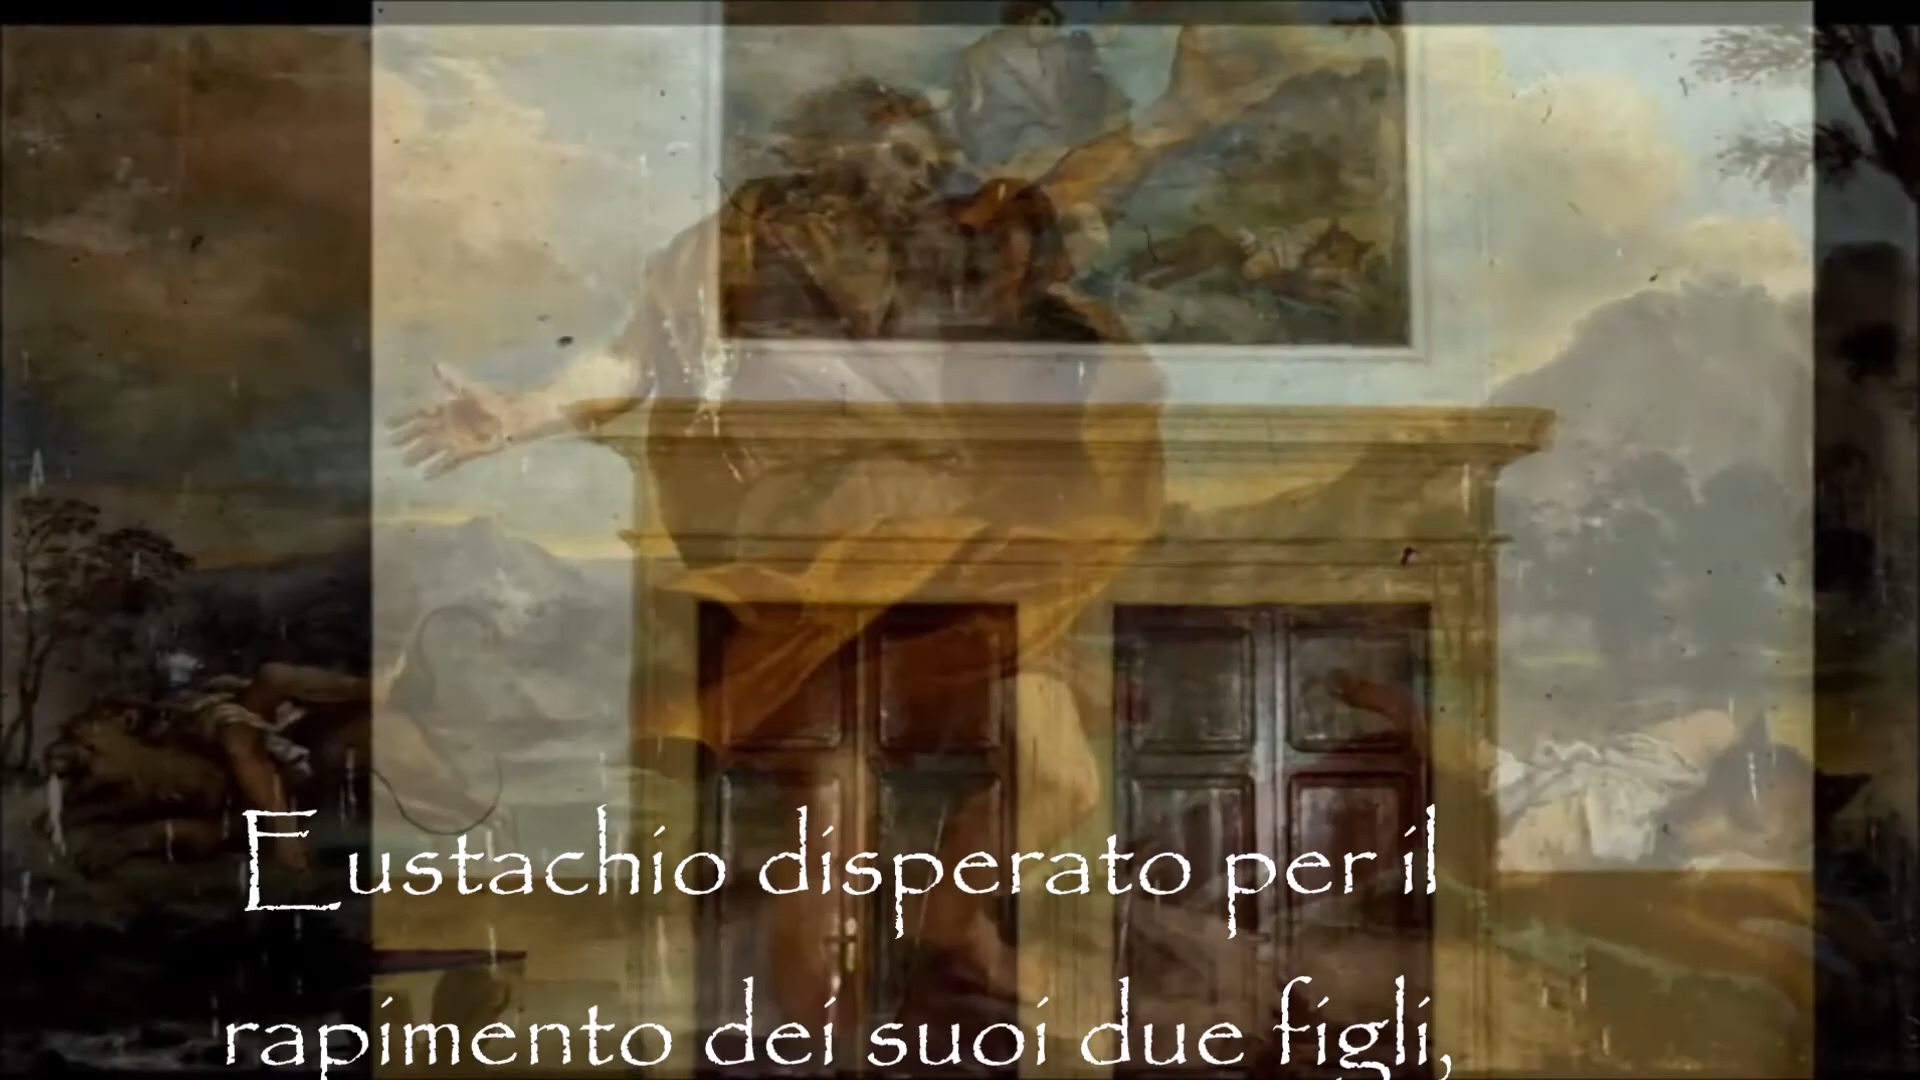 Eustachio disperato per il
rapimento dei suoi due figli,